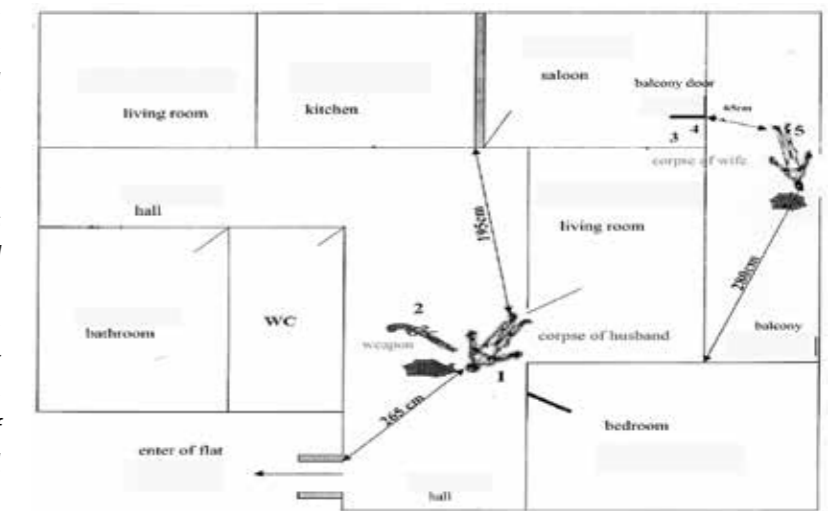 saloon
balcony door
living room
kitchen
65cm
3
4
5
corpse of wife
hall
195cm
living room
280cm
2
WC
bathroom
weapon
corpse of husband
balcony
1
265 cm
bedroom
enter of flat
hall